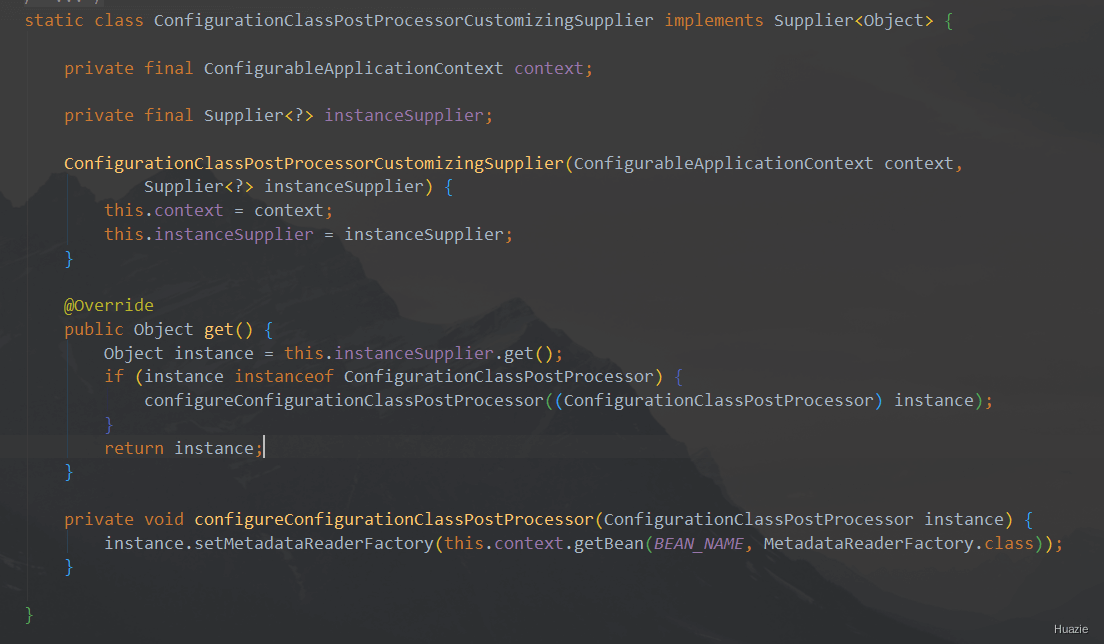 static class ConfigurationClassPostProcessorCustomizingSupplier implements Supplier<Object> {
private final ConfigurableApplicationContext context;
private final Supplier<?> instanceSupplier;
ConfigurationClassPostProcessorCustomizingSupplier(ConfigurableApplicationContext context,
Supplier<?> instanceSupplier) {
this.context = context;
this.instanceSupplier = instanceSupplier;
}
@Override
public Object get() {
Object instance = this.instanceSupplier.get();
if (instance instanceof ConfigurationClassPostProcessor) {
configureConfigurationClassPostProcessor((ConfigurationClassPostProcessor) instance);
}
return instance;
}
private void configureConfigurationClassPostProcessor(ConfigurationClassPostProcessor instance) {
instance.setMetadataReaderFactory(this.context.getBean(BEAN_NAME, MetadataReaderFactory.class));
}
}
Huazie